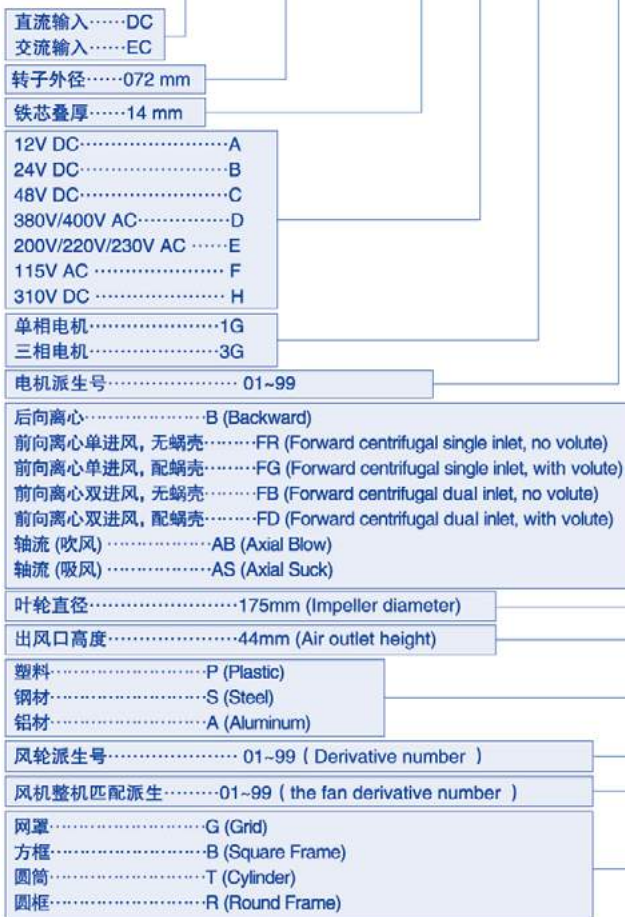 直流输入······DC
交流输入······EC
转子外径······072 mm
铁芯叠厚······14 mm
12V DC························A
24V DC························B
48V DC························C
380V/400V AC···············D
200V/220V/230V AC ······E
115V AC ····················· F
310V DC ····················· H
单相电机·····················1G
三相电机·····················3G
电机派生号····················· 01~99
后向离心····················B (Backward)
前向离心单进风, 无蜗壳·········FR (Forward centrifugal single inlet, no volute)
前向离心单进风, 配蜗壳·········FG (Forward centrifugal single inlet, with volute)
前向离心双进风, 无蜗壳·········FB (Forward centrifugal dual inlet, no volute)
前向离心双进风, 配蜗壳·········FD (Forward centrifugal dual inlet, with volute)
轴流 (吹风) ·················AB (Axial Blow)
轴流 (吸风) ·················AS (Axial Suck)
叶轮直径························175mm (Impeller diameter)
出风口高度·····················44mm (Air outlet height)
塑料·························P (Plastic)
钢材·························S (Steel)
铝材·························A (Aluminum)
风轮派生号····················· 01~99 ( Derivative number )
风机整机匹配派生·········01~99 ( the fan derivative number )
网罩·························G (Grid)
方框·························B (Square Frame)
圆筒·························T (Cylinder)
圆框·························R (Round Frame)